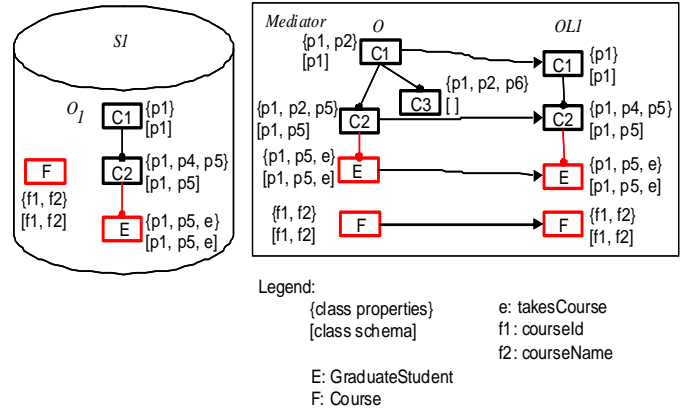 S1
O1
C1
{p1}
[p1]
C2
{p1, p4, p5}
[p1, p5]
F
{f1, f2}
[f1, f2]
E
{p1, p5, e}
[p1, p5, e]
Mediator
O
OL1
{p1, p2}
[p1]
C1
C1
{p1}
[p1]
C3
{p1, p2, p6}
[ ]
{p1, p2, p5}
[p1, p5]
C2
C2
{p1, p4, p5}
[p1, p5]
{p1, p5, e}
[p1, p5, e]
E
E
{p1, p5, e}
[p1, p5, e]
{f1, f2}
[f1, f2]
F
F
{f1, f2}
[f1, f2]
Legend:
{class properties}
[class schema]
E: GraduateStudent
F: Course
e: takesCourse
f1: courseId
f2: courseName